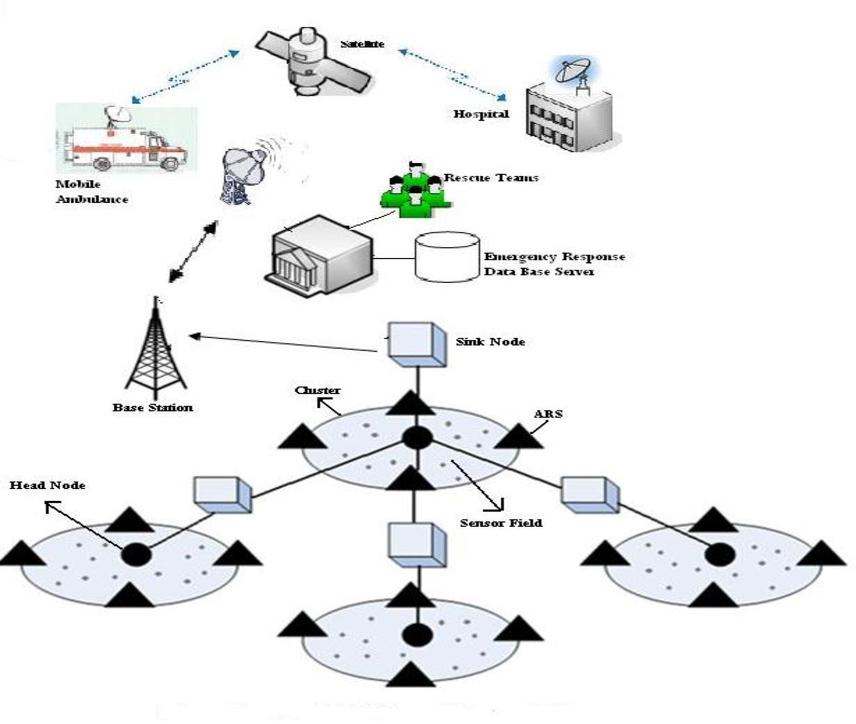 Satellite
Hospital
Mobile
Ambulance
Rescue Teams
Emergency Response
Data Base Server
Sink Node
Base Station
Cluster
ARS
Head Node
Sensor Field